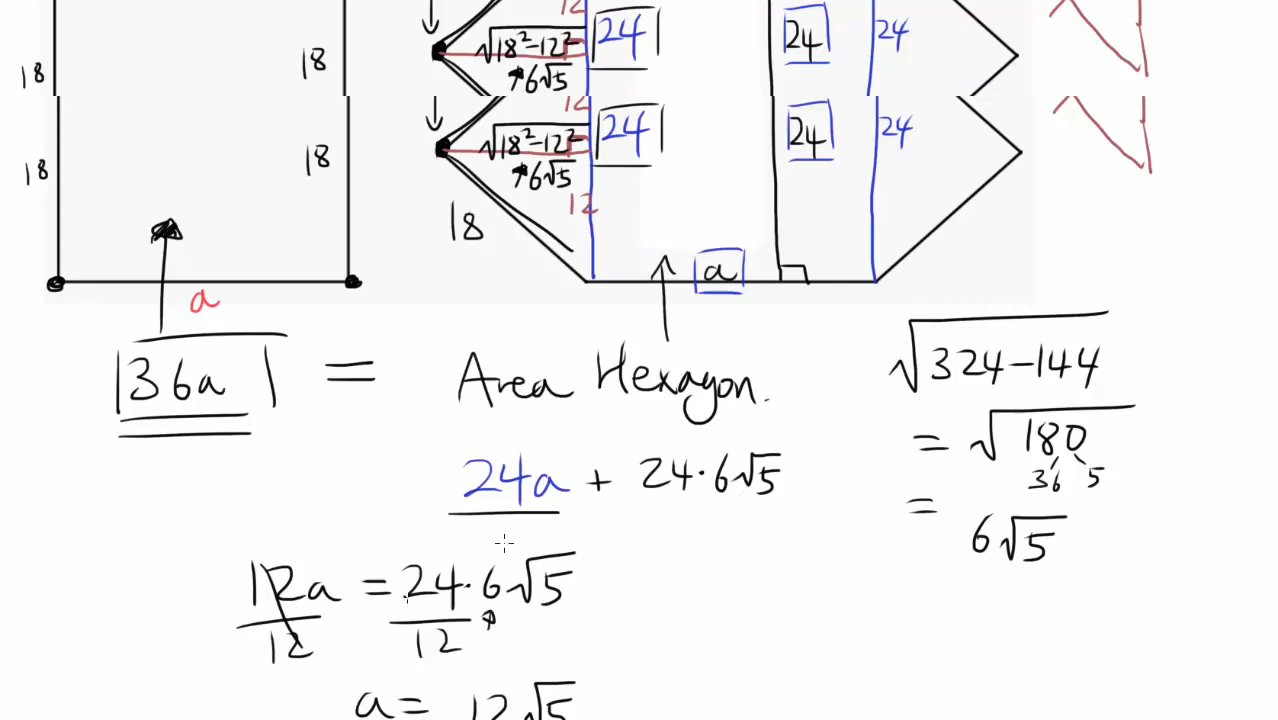 12
24 24 24
18 √18²-12²
18 6√5
12
24 24 24
18 √18²-12²
18 6√5
12
18
a a
36a = Area Hexagon. √324-144
= √180
24a + 24·6√5 36 5
= 6√5
12a = 24·6√5
12 12
a = 12√5